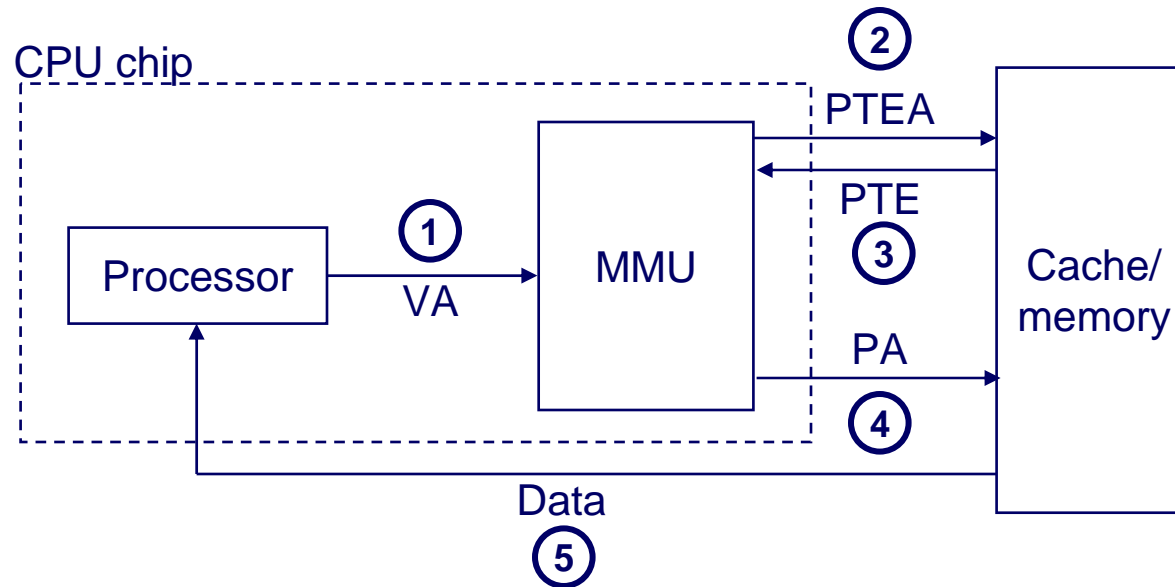 2
CPU chip
PTEA
PTE
1
3
Processor
MMU
Cache/
memory
VA
PA
4
Data
5